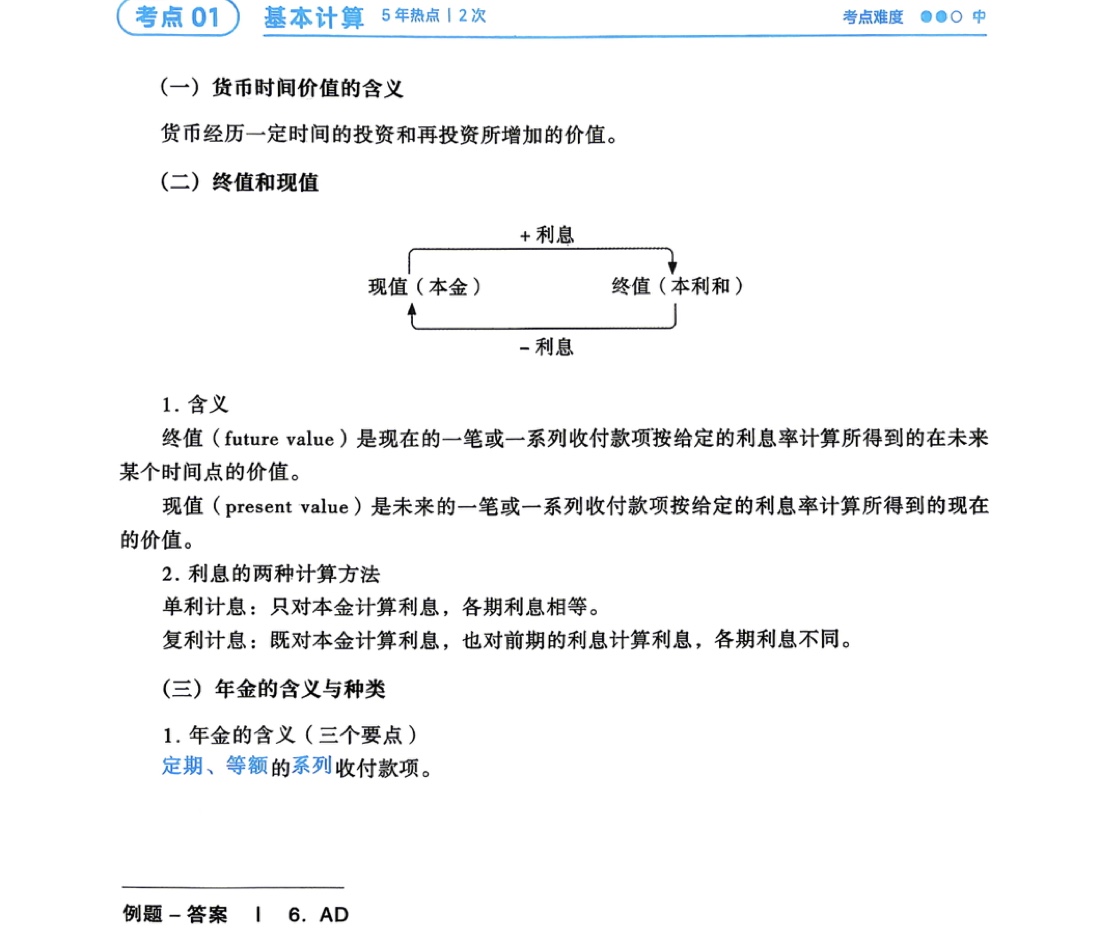 考点 01 基本计算 5年热点 | 2次 考点难度 中
（一）货币时间价值的含义
货币经历一定时间的投资和再投资所增加的价值。
（二）终值和现值
+ 利息
现值（本金） 终值（本利和）
– 利息
1. 含义
终值（future value）是现在的一笔或一系列收付款项按给定的利息率计算所得到的在未来
某个时间点的价值。
现值（present value）是未来的一笔或一系列收付款项按给定的利息率计算所得到的现在
的价值。
2. 利息的两种计算方法
单利计息：只对本金计算利息，各期利息相等。
复利计息：既对本金计算利息，也对前期的利息计算利息，各期利息不同。
（三）年金的含义与种类
1. 年金的含义（三个要点）
定期、等额的系列收付款项。
例题 – 答案 | 6. AD